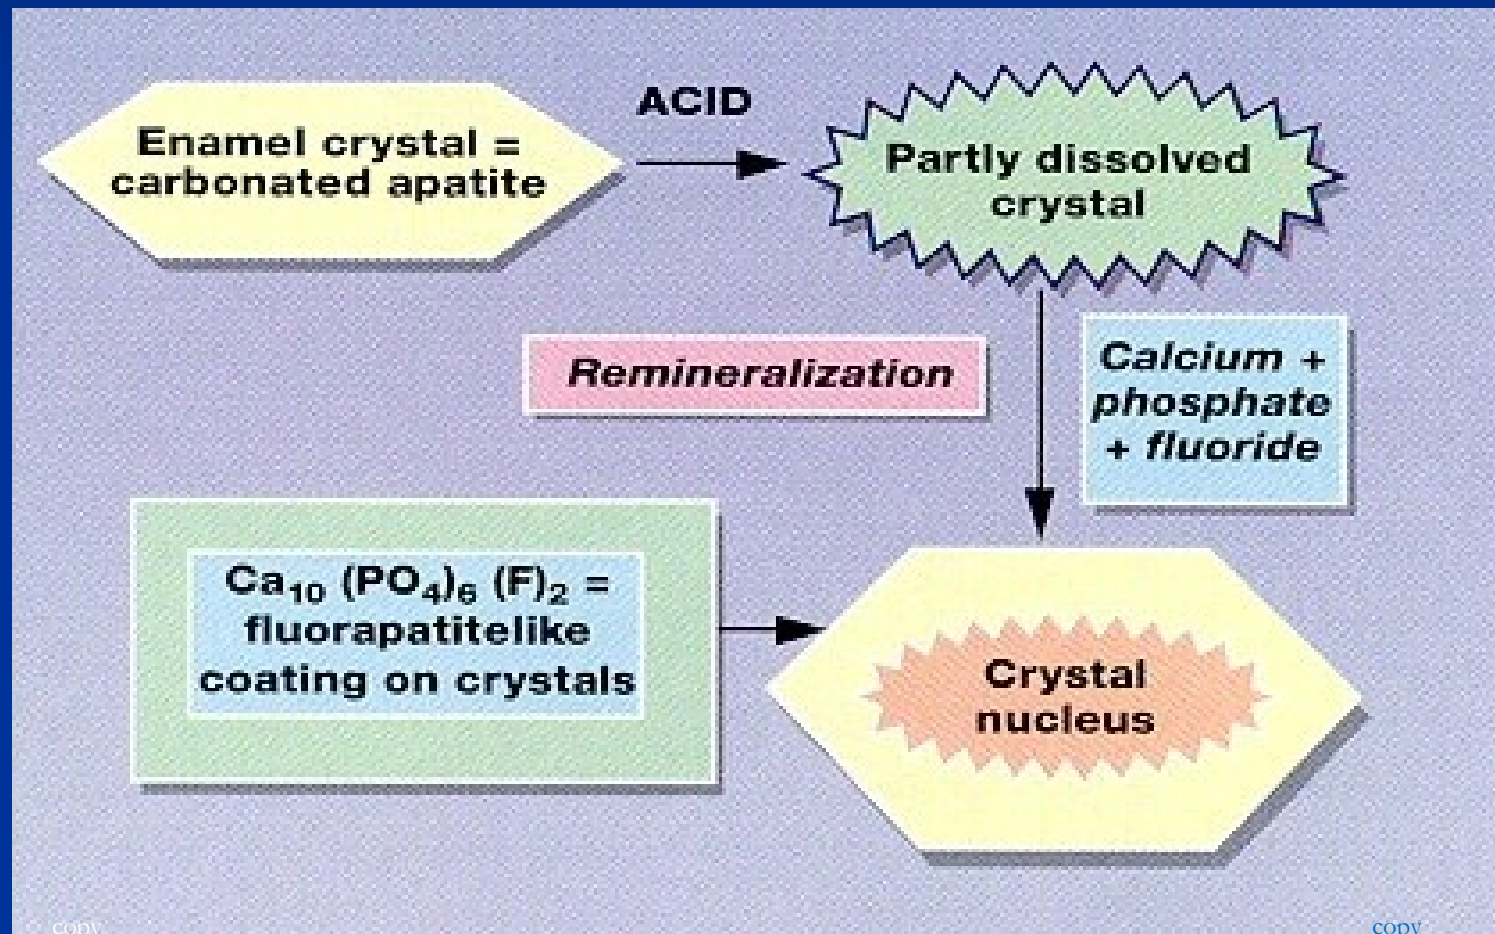 Enamel crystal =
carbonated apatite
ACID
Partly dissolved
crystal
Remineralization
Calcium +
phosphate
+ fluoride
Ca₁₀ (PO₄)₆ (F)₂ =
fluorapatitelike
coating on crystals
Crystal
nucleus
copy
copy